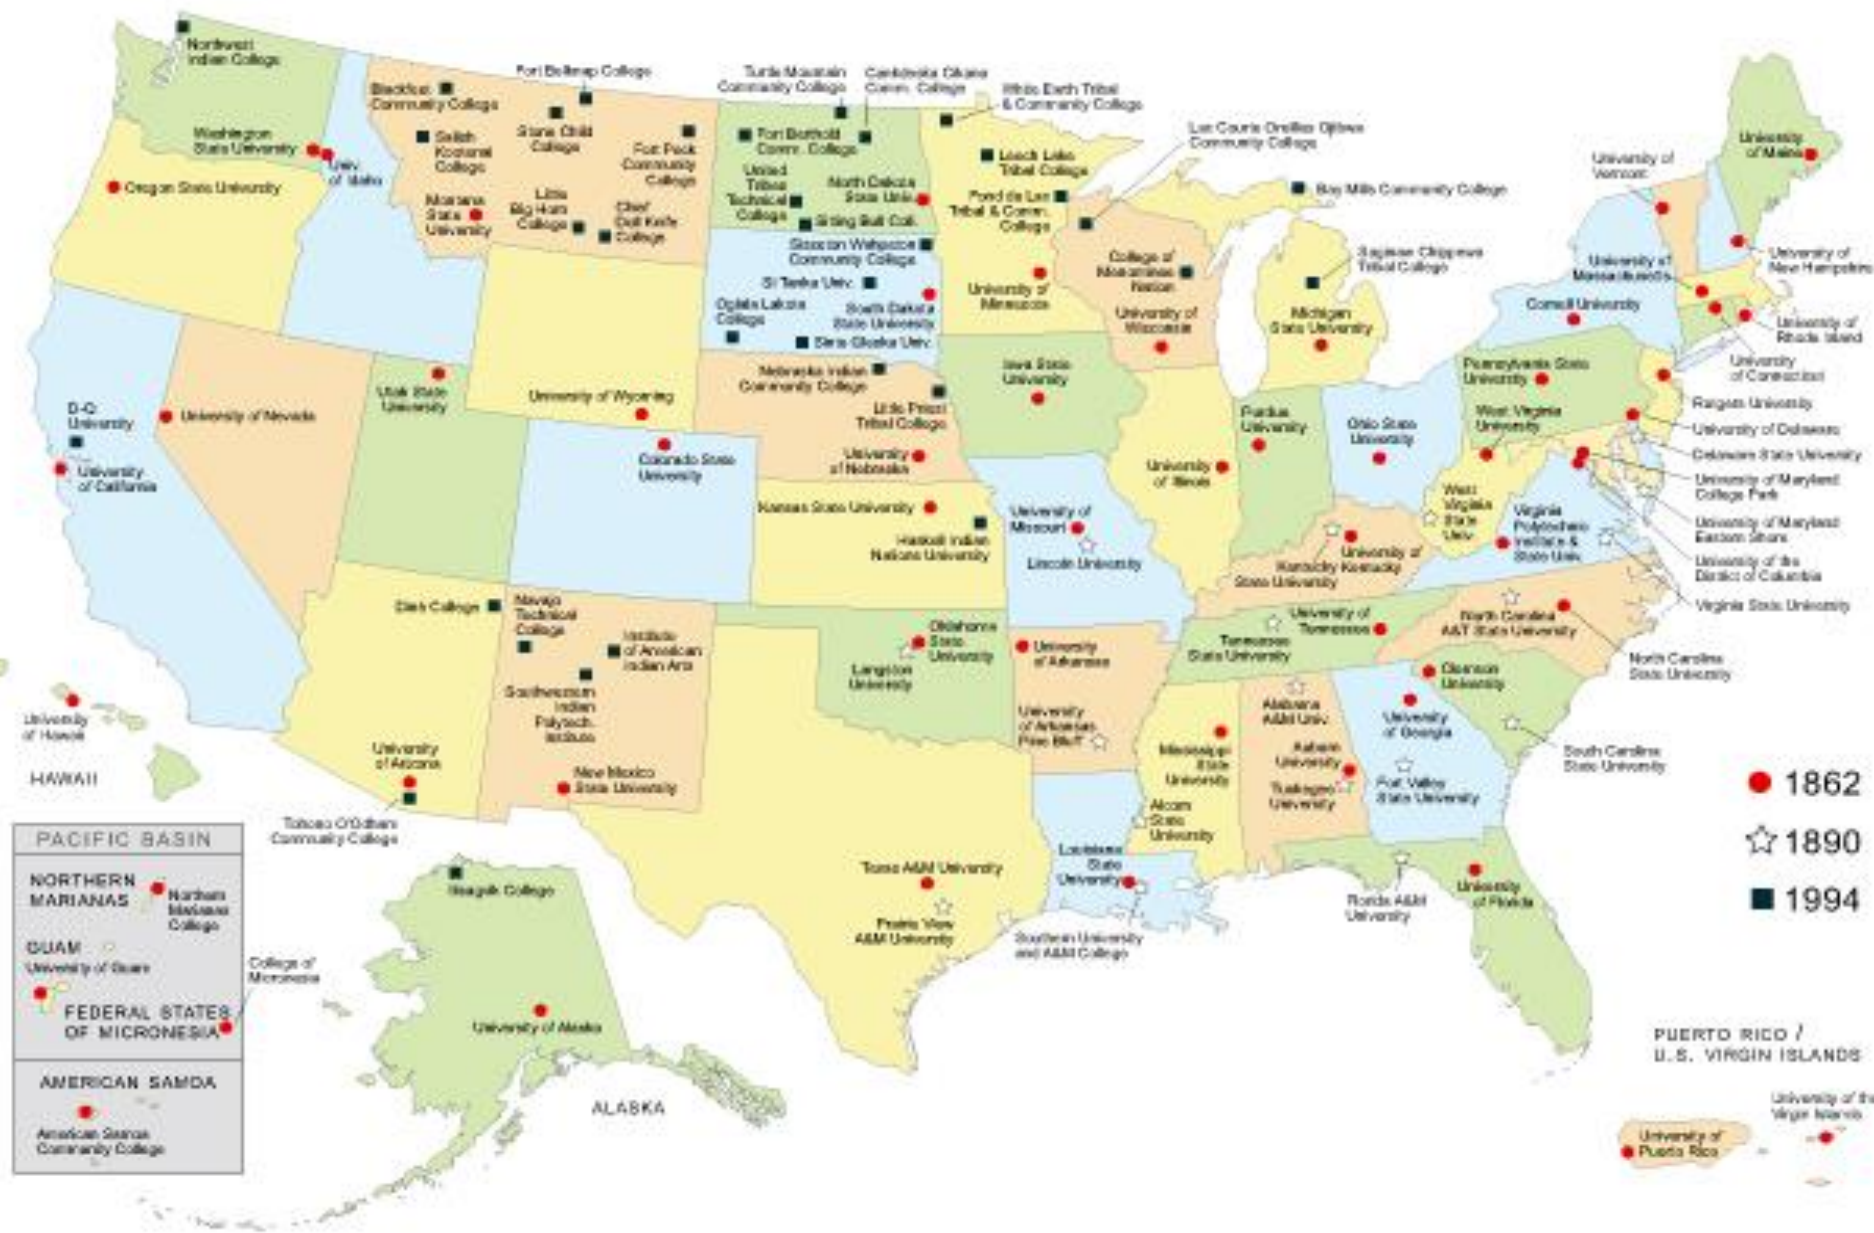 Northwest
Indian College
Washington
State University
Univ.
of Idaho
Oregon State University
Blackfeet
Community College
Fort Belknap College
Salish
Kootenai
College
Stone Child
College
Fort Peck
Community
College
Montana
State
University
Little
Big Horn
College
Chief
Dull Knife
College
Turtle Mountain
Community College
Cankdeska Cikana
Comm. College
White Earth Tribal
& Community College
Fort Berthold
Comm. College
United
Tribes
Technical
College
North Dakota
State Univ.
Sitting Bull Coll.
Leech Lake
Tribal College
Fond du Lac
Tribal & Comm.
College
Lac Courte Oreilles Ojibwa
Community College
Bay Mills Community College
Saginaw Chippewa
Tribal College
Sisseton Wahpeton
Community College
Si Tanka Univ.
Oglala Lakota
College
South Dakota
State University
Sinte Gleska Univ.
University of
Minnesota
College of
Menominee
Nation
University of
Wisconsin
Michigan
State University
University of
Vermont
University
of Maine
University of
New Hampshire
University of
Massachusetts
Cornell University
University of
Rhode Island
University
of Connecticut
Pennsylvania State
University
Rutgers University
University of Delaware
Delaware State University
University of Maryland
College Park
University of Maryland
Eastern Shore
University of the
District of Columbia
Virginia State University
West Virginia
University
West
Virginia
State
Univ.
Virginia
Polytechnic
Institute &
State Univ.
Ohio State
University
Purdue
University
University
of Illinois
Iowa State
University
Nebraska Indian
Community College
Little Priest
Tribal College
University
of Nebraska
University of Wyoming
Utah State
University
University of Nevada
D-Q
University
University
of California
Colorado State
University
Kansas State University
Haskell Indian
Nations University
University of
Missouri
Lincoln University
University of
Kentucky
Kentucky
State University
University of
Tennessee
Tennessee
State University
North Carolina
A&T State University
North Carolina
State University
Clemson
University
South Carolina
State University
University
of Georgia
Fort Valley
State University
Alabama
A&M Univ.
Auburn
University
Tuskegee
University
Mississippi
State
University
Alcorn
State
University
University
of Arkansas
University
of Arkansas
Pine Bluff
Oklahoma
State
University
Langston
University
Diné College
Navajo
Technical
College
Institute
of American
Indian Arts
Southwestern
Indian
Polytech.
Institute
New Mexico
State University
University
of Arizona
Tohono O'Odham
Community College
Texas A&M University
Prairie View
A&M University
Louisiana
State
University
Southern University
and A&M College
Florida A&M
University
University
of Florida
University
of Hawaii
HAWAII
PACIFIC BASIN
NORTHERN
MARIANAS
Northern
Marianas
College
GUAM
University of Guam
College of
Micronesia
FEDERAL STATES
OF MICRONESIA
AMERICAN SAMOA
American Samoa
Community College
Ilisagvik College
University of Alaska
ALASKA
1862
1890
1994
PUERTO RICO /
U.S. VIRGIN ISLANDS
University of the
Virgin Islands
University of
Puerto Rico